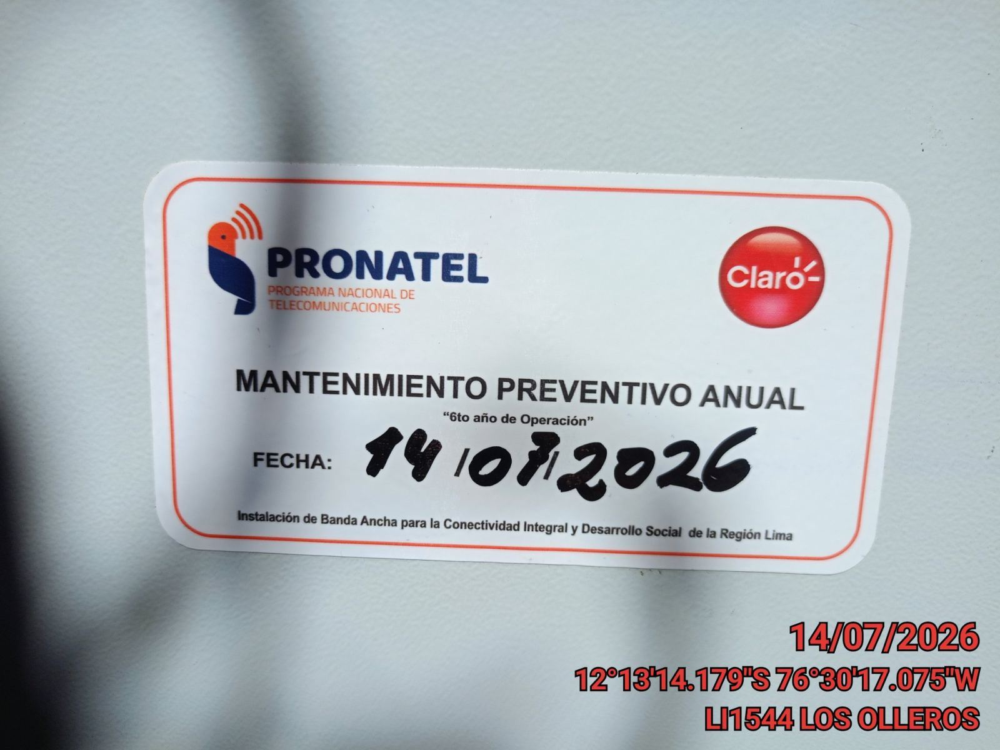 PRONATEL
PROGRAMA NACIONAL DE
TELECOMUNICACIONES
Claro
MANTENIMIENTO PREVENTIVO ANUAL
“6to año de Operación”
FECHA: 14/07/2026
Instalación de Banda Ancha para la Conectividad Integral y Desarrollo Social de la Región Lima
14/07/2026
12°13'14.179"S 76°30'17.075"W
LI1544 LOS OLLEROS